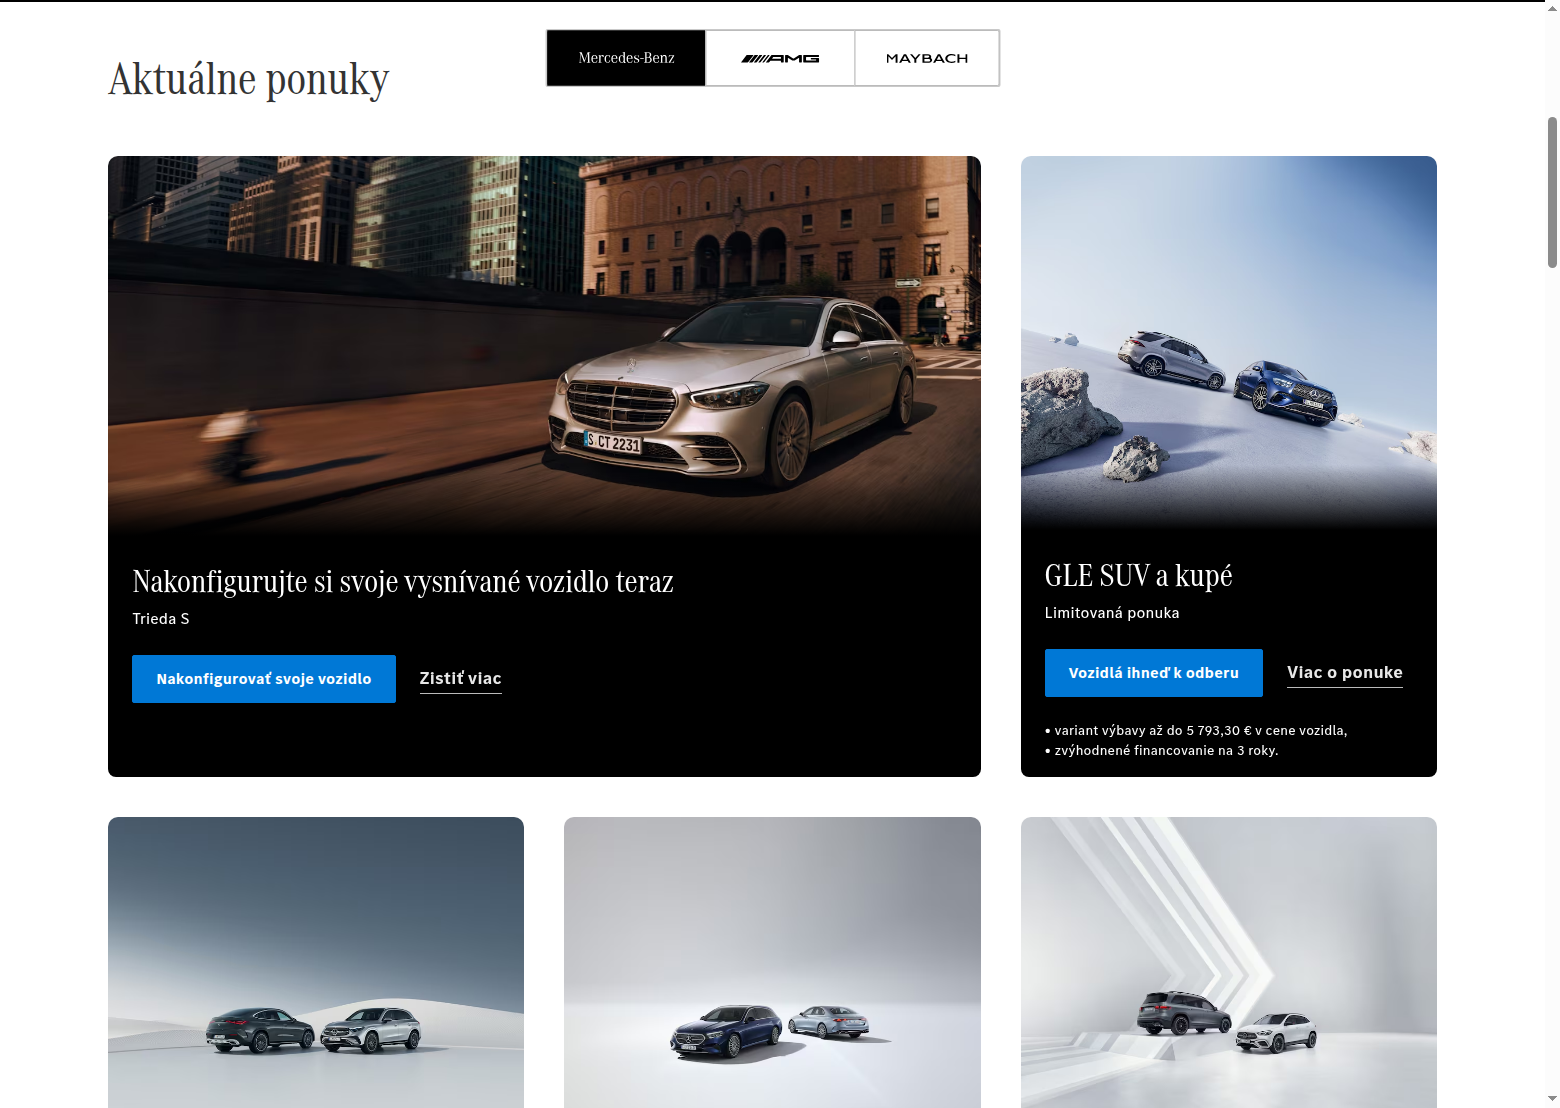 Aktuálne ponuky
Mercedes-Benz
AMG
MAYBACH
S CT 2231
Nakonfigurujte si svoje vysnívané vozidlo teraz
Trieda S
Nakonfigurovať svoje vozidlo
Zistiť viac
GLE SUV a kupé
Limitovaná ponuka
Vozidlá ihneď k odberu
Viac o ponuke
• variant výbavy až do 5 793,30 € v cene vozidla,
• zvýhodnené financovanie na 3 roky.